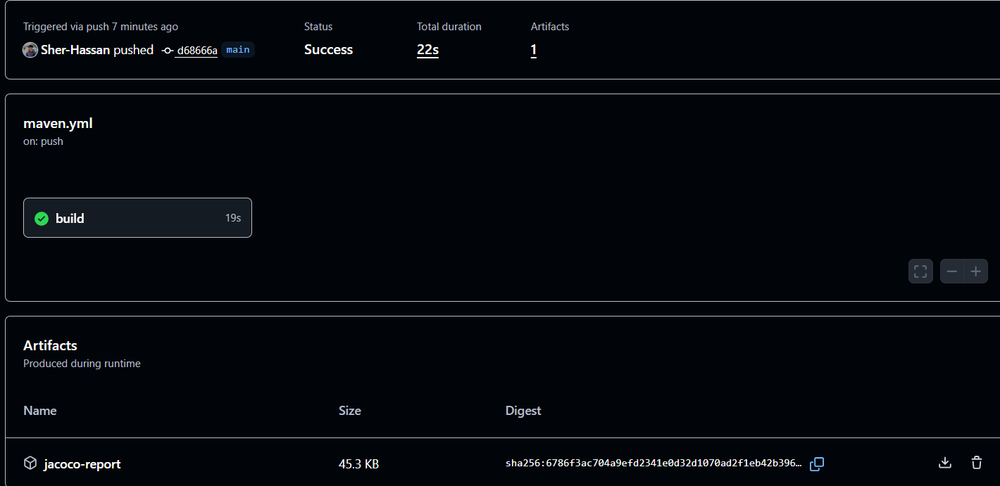 Triggered via push 7 minutes ago
Status
Total duration
Artifacts
Sher-Hassan pushed d68666a main
Success
22s
1
maven.yml
on: push
build 19s
Artifacts
Produced during runtime
Name Size Digest
jacoco-report 45.3 KB sha256:6786f3ac704a9efd2341e0d32d1070ad2f1eb42b396…